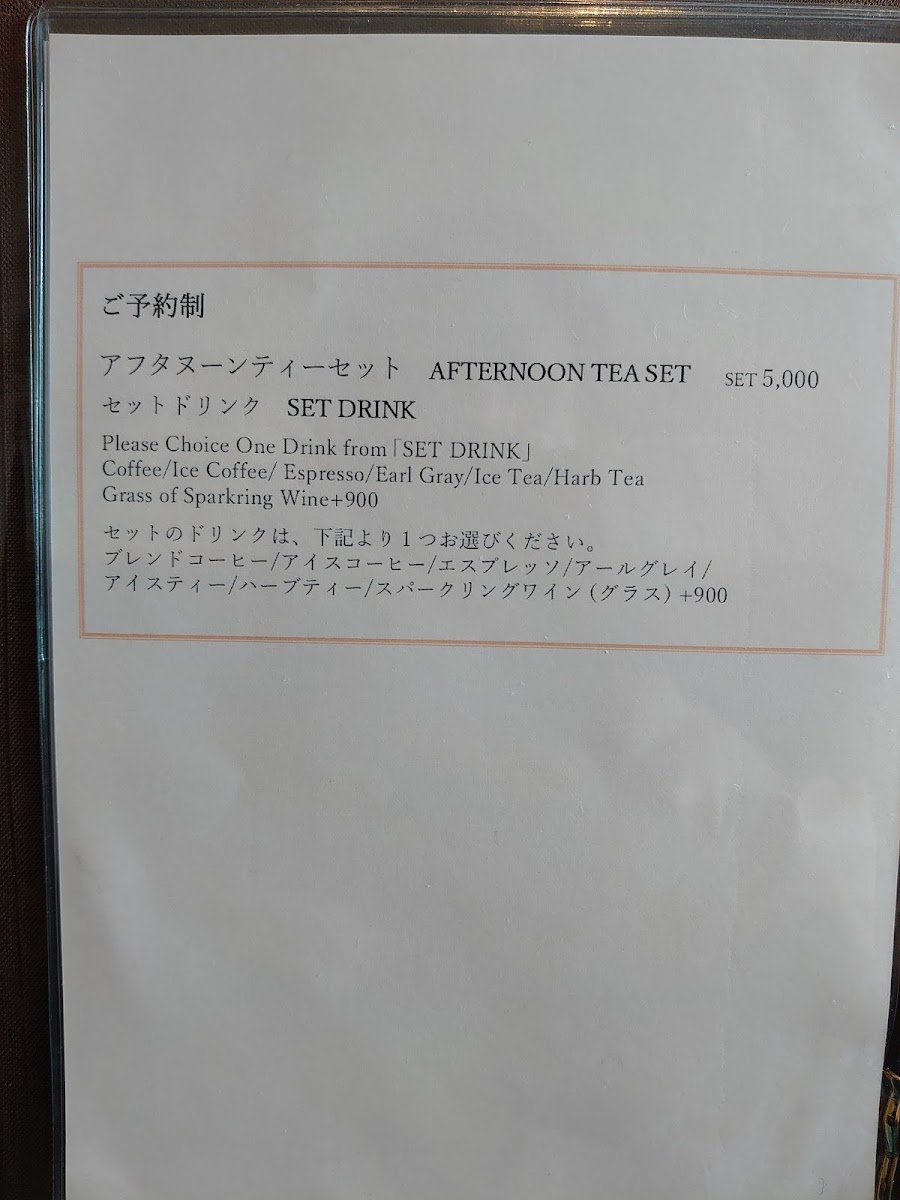 ご予約制
アフタヌーンティーセット AFTERNOON TEA SET SET 5,000
セットドリンク SET DRINK
Please Choice One Drink from「SET DRINK」
Coffee/Ice Coffee/ Espresso/Earl Gray/Ice Tea/Harb Tea
Grass of Sparkring Wine+900
セットのドリンクは、下記より１つお選びください。
ブレンドコーヒー/アイスコーヒー/エスプレッソ/アールグレイ/
アイスティー/ハーブティー/スパークリングワイン(グラス) +900